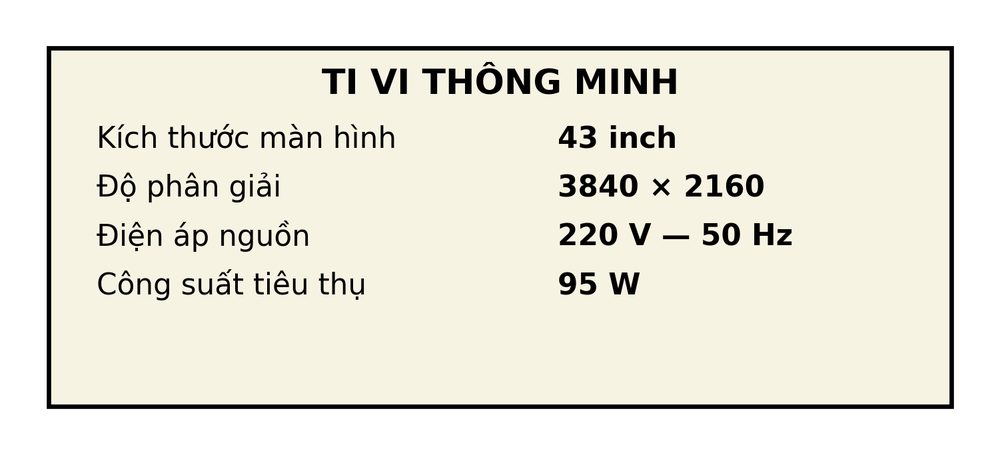 TI VI THÔNG MINH
Kích thước màn hình 43 inch
Độ phân giải 3840 × 2160
Điện áp nguồn 220 V — 50 Hz
Công suất tiêu thụ 95 W